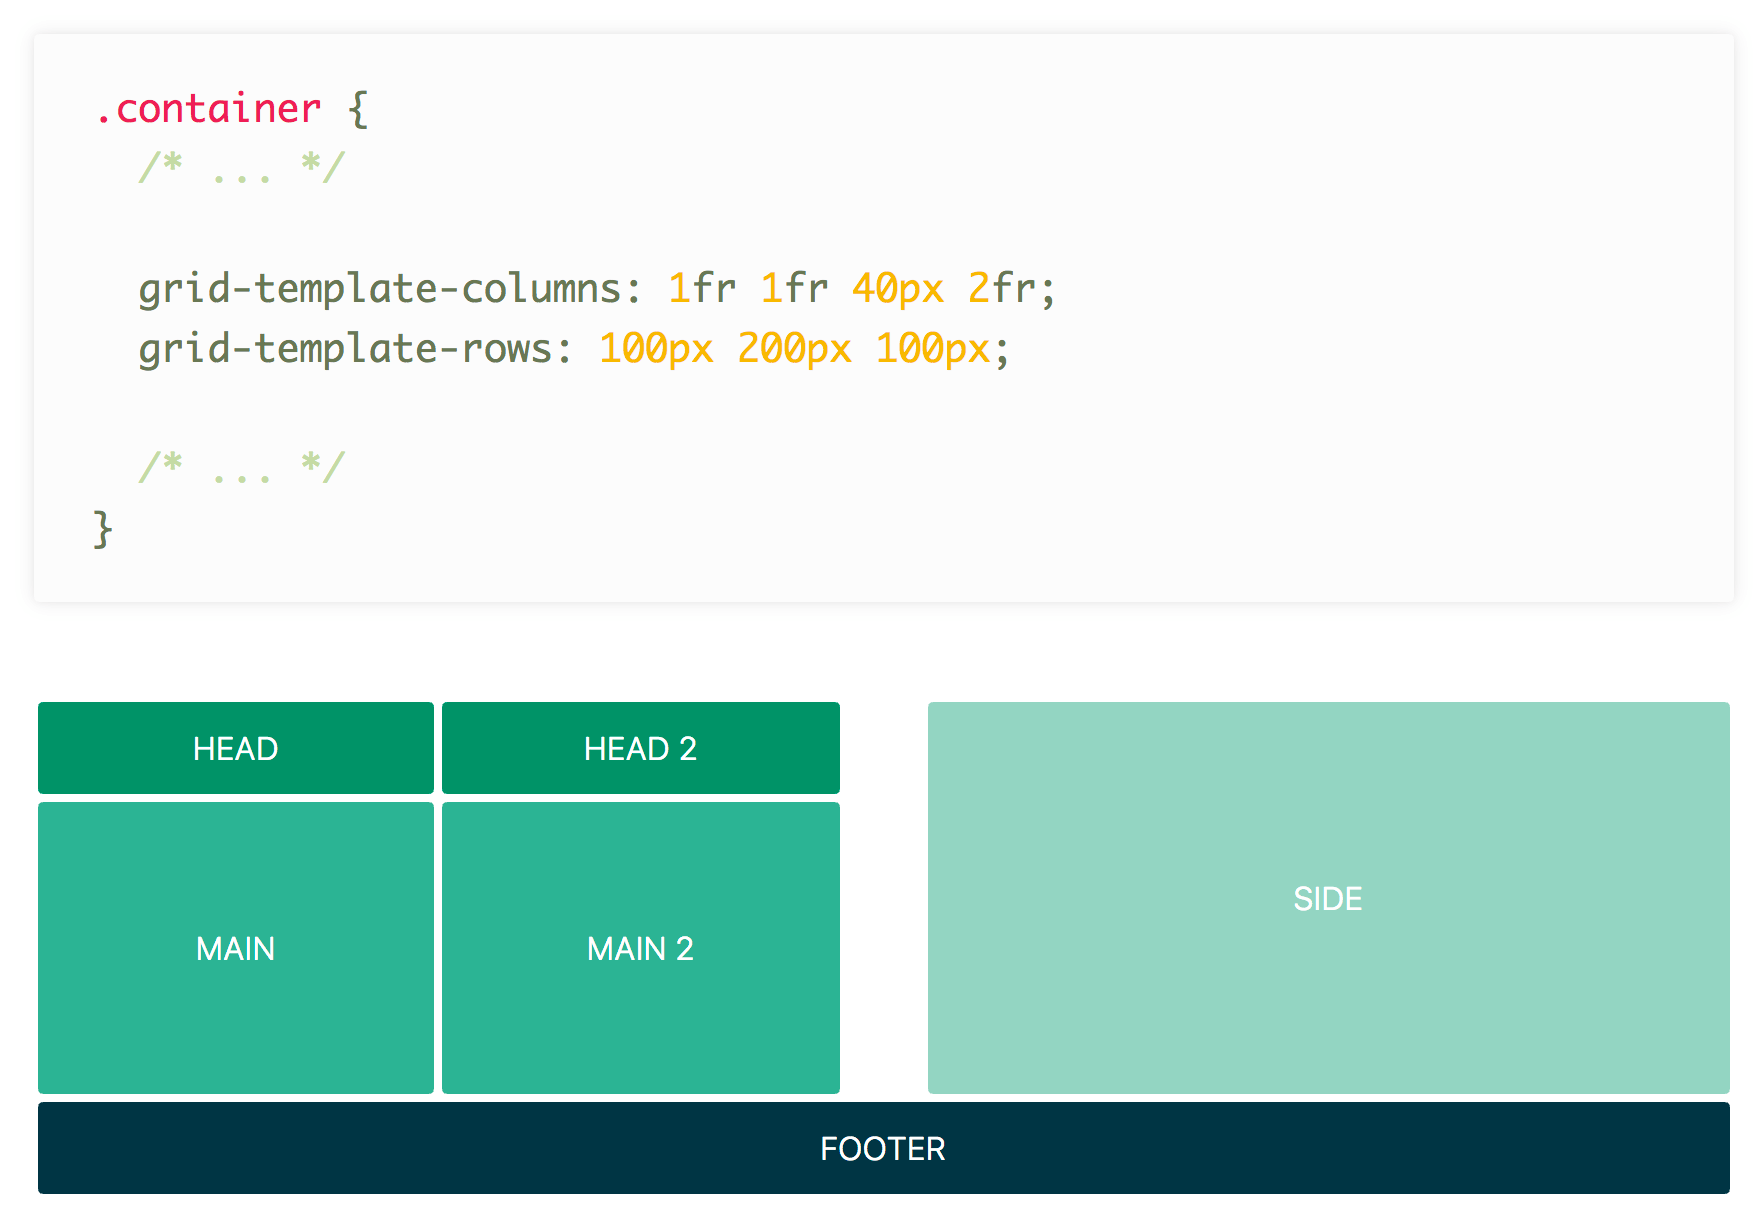 .container {
  /* ... */

  grid-template-columns: 1fr 1fr 40px 2fr;
  grid-template-rows: 100px 200px 100px;

  /* ... */
}
HEAD
HEAD 2
SIDE
MAIN
MAIN 2
FOOTER